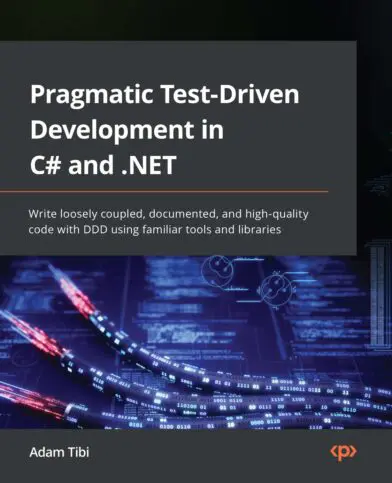 Pragmatic Test-Driven
Development in
C# and .NET
Write loosely coupled, documented, and high-quality
code with DDD using familiar tools and libraries
Adam Tibi
<p>